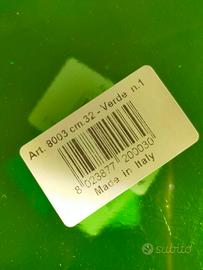 Art. 8003 cm.32 - Verde n.1
8 023877 200030
Made in Italy
subito